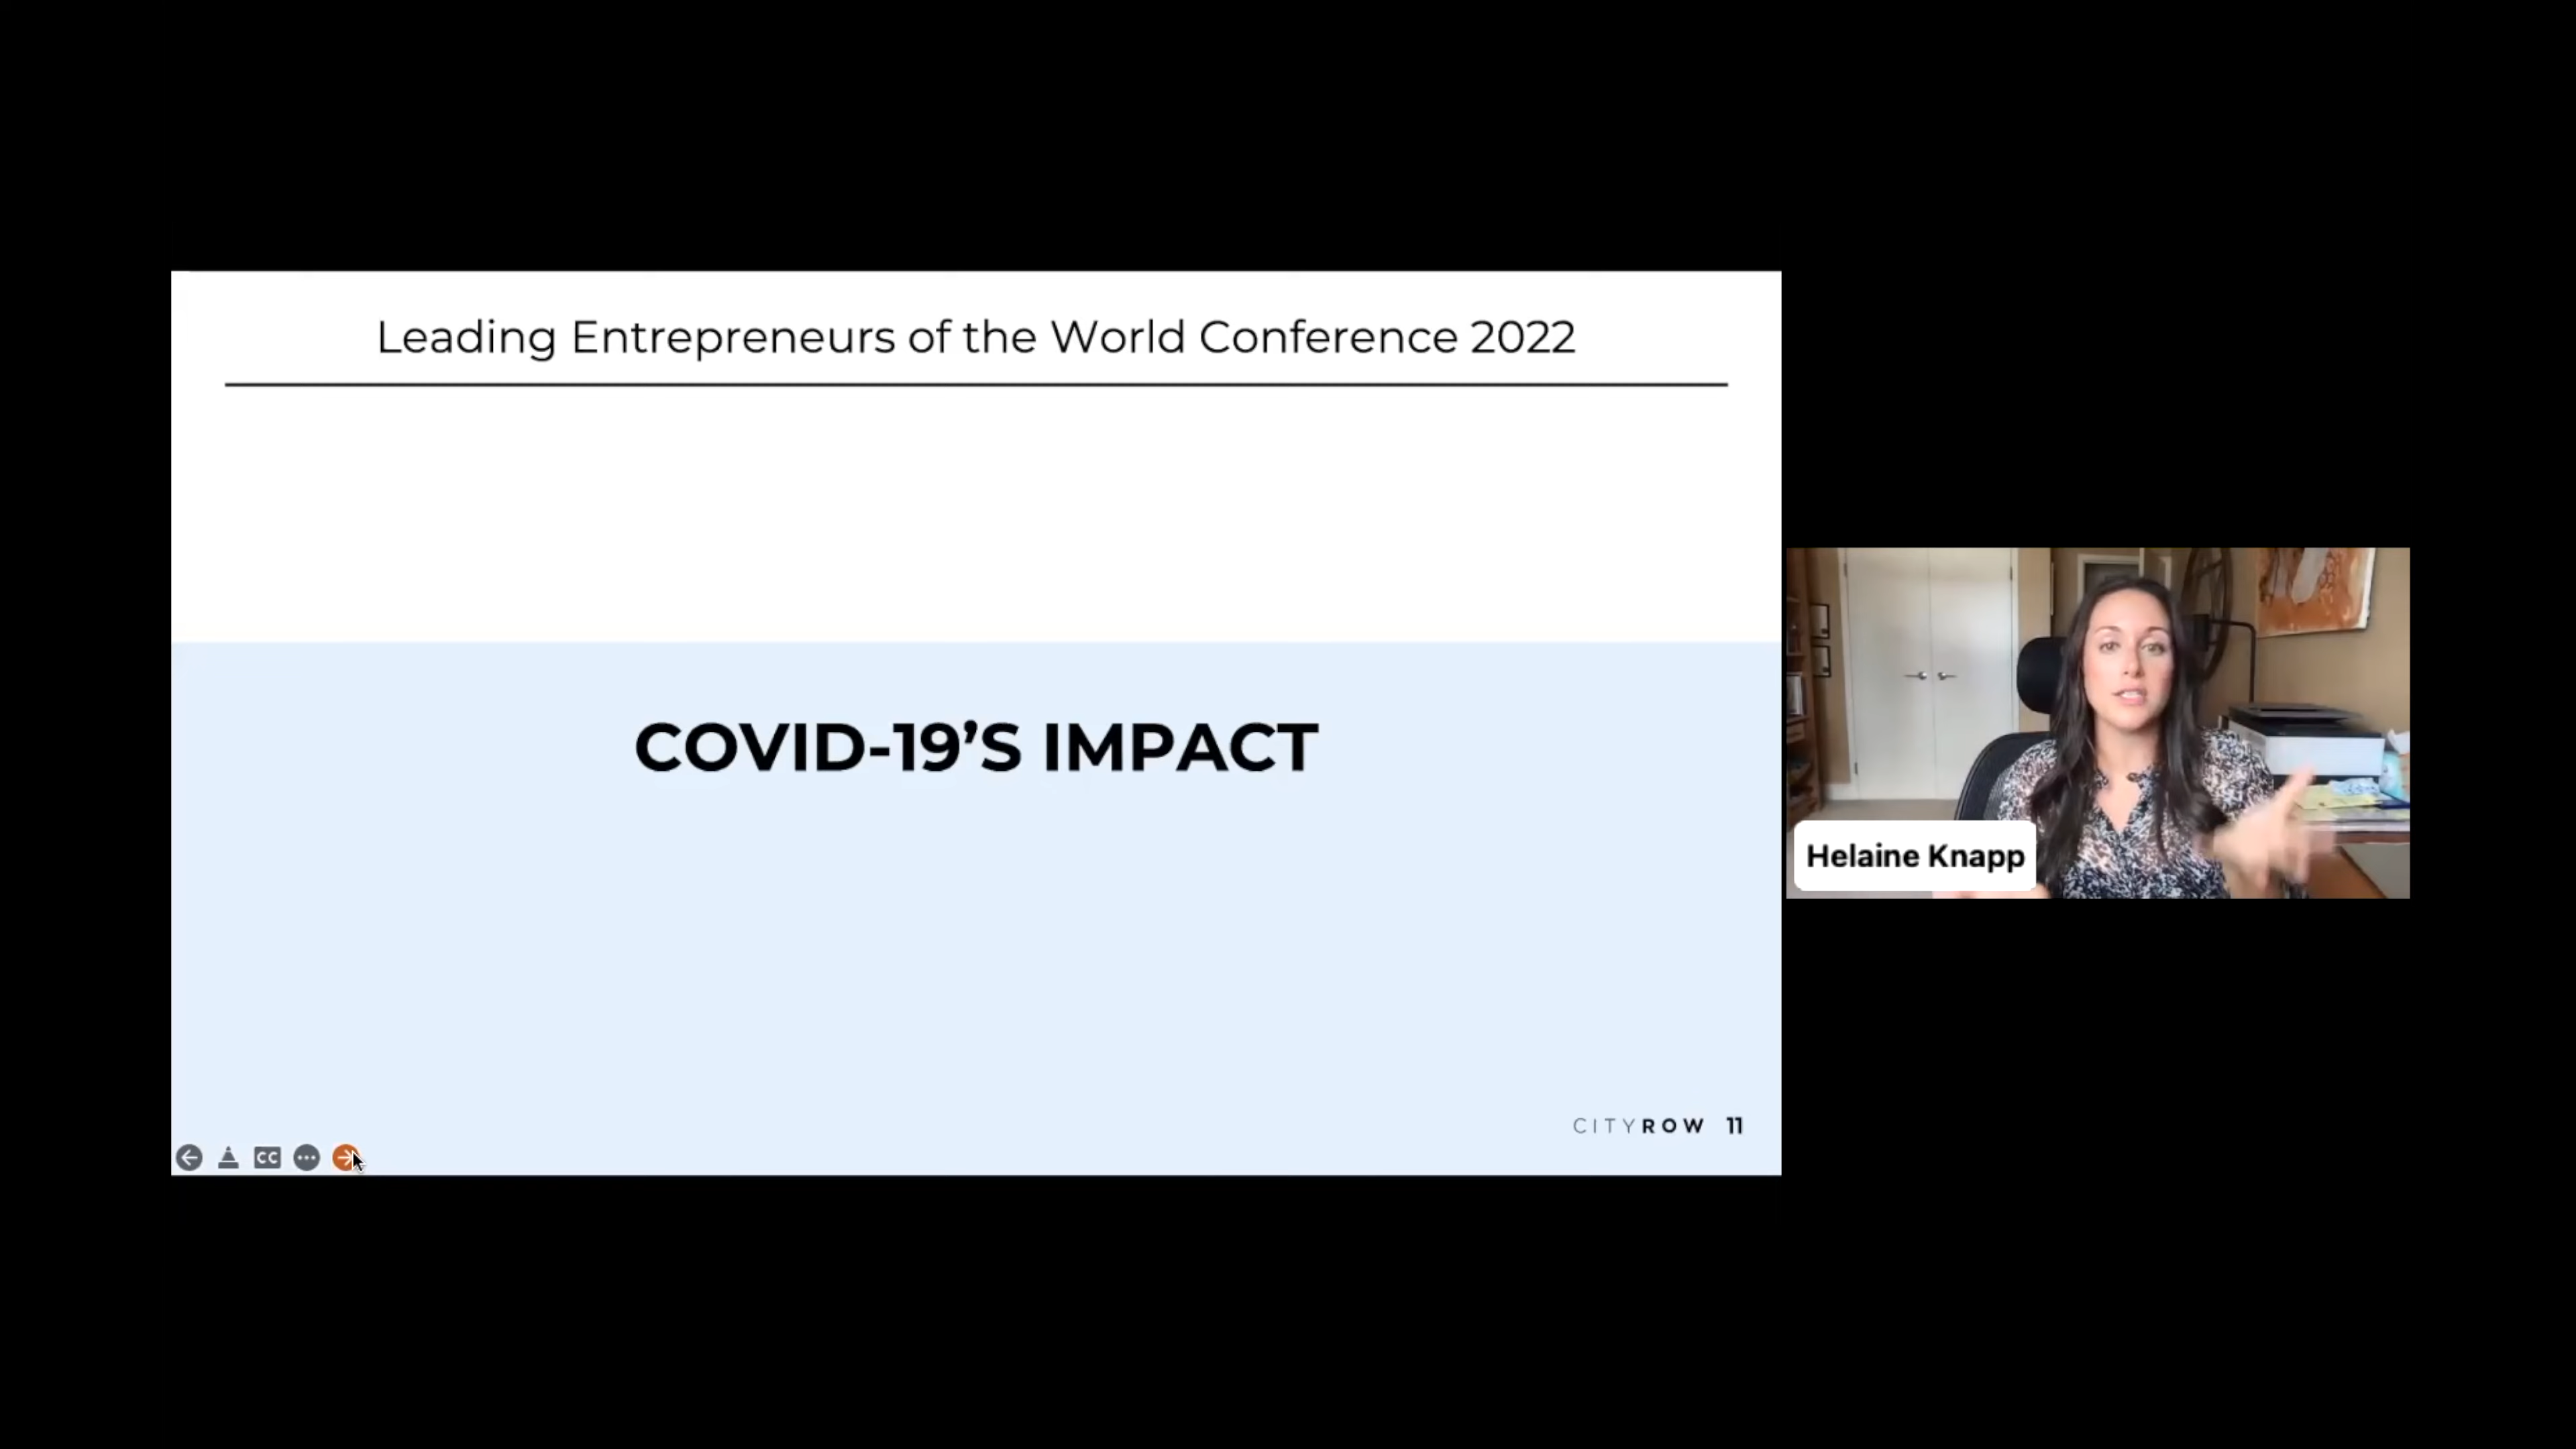 Leading Entrepreneurs of the World Conference 2022
COVID-19’S IMPACT
CITYROW 11
CC
Helaine Knapp